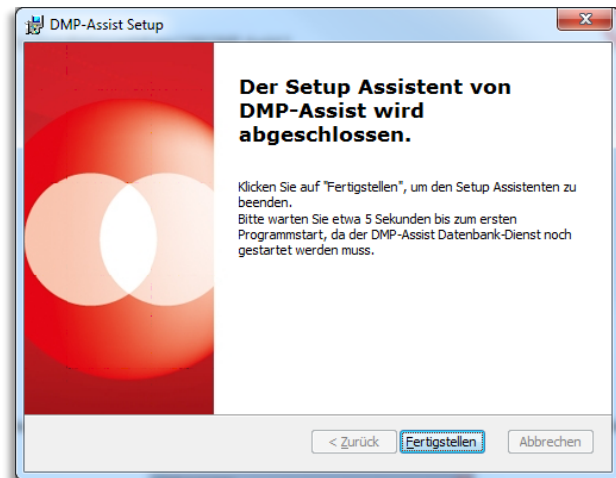 DMP-Assist Setup
Der Setup Assistent von
DMP-Assist wird
abgeschlossen.
Klicken Sie auf "Fertigstellen", um den Setup Assistenten zu
beenden.
Bitte warten Sie etwa 5 Sekunden bis zum ersten
Programmstart, da der DMP-Assist Datenbank-Dienst noch
gestartet werden muss.
< Zurück
Fertigstellen
Abbrechen